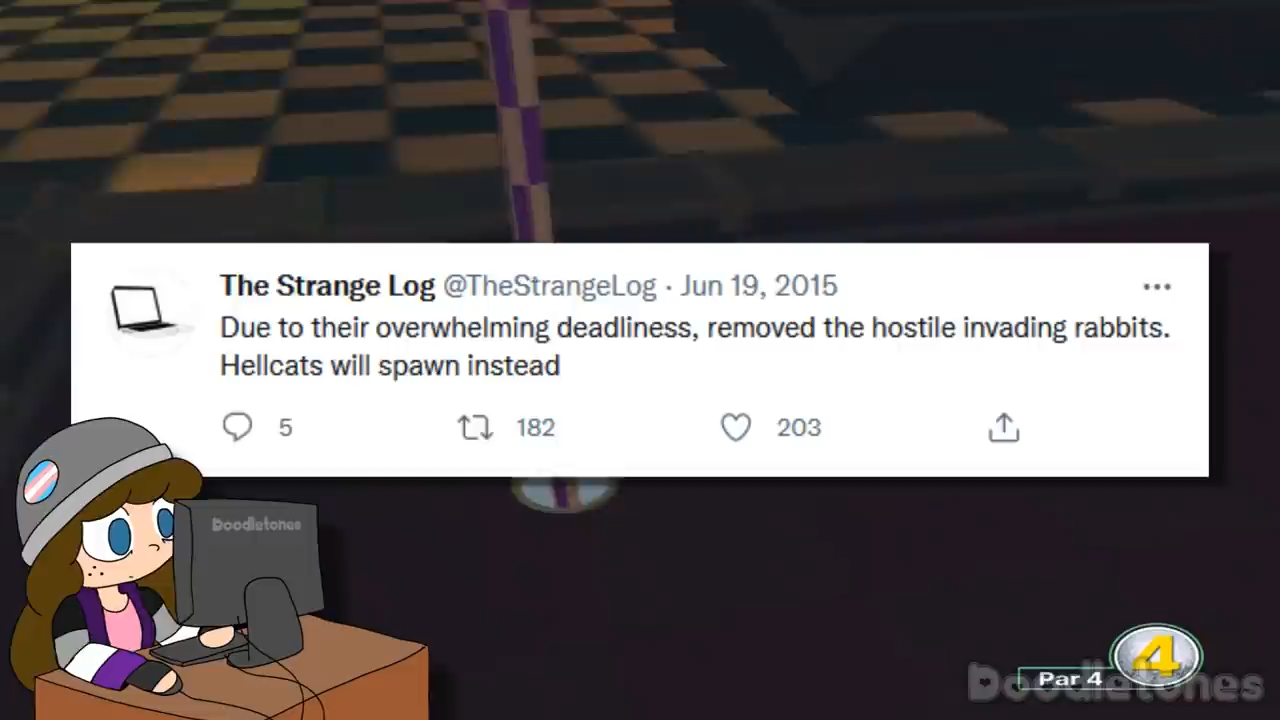 The Strange Log @TheStrangeLog · Jun 19, 2015
Due to their overwhelming deadliness, removed the hostile invading rabbits.
Hellcats will spawn instead
5 182 203
Doodletones
4
Par 4
Doodletones